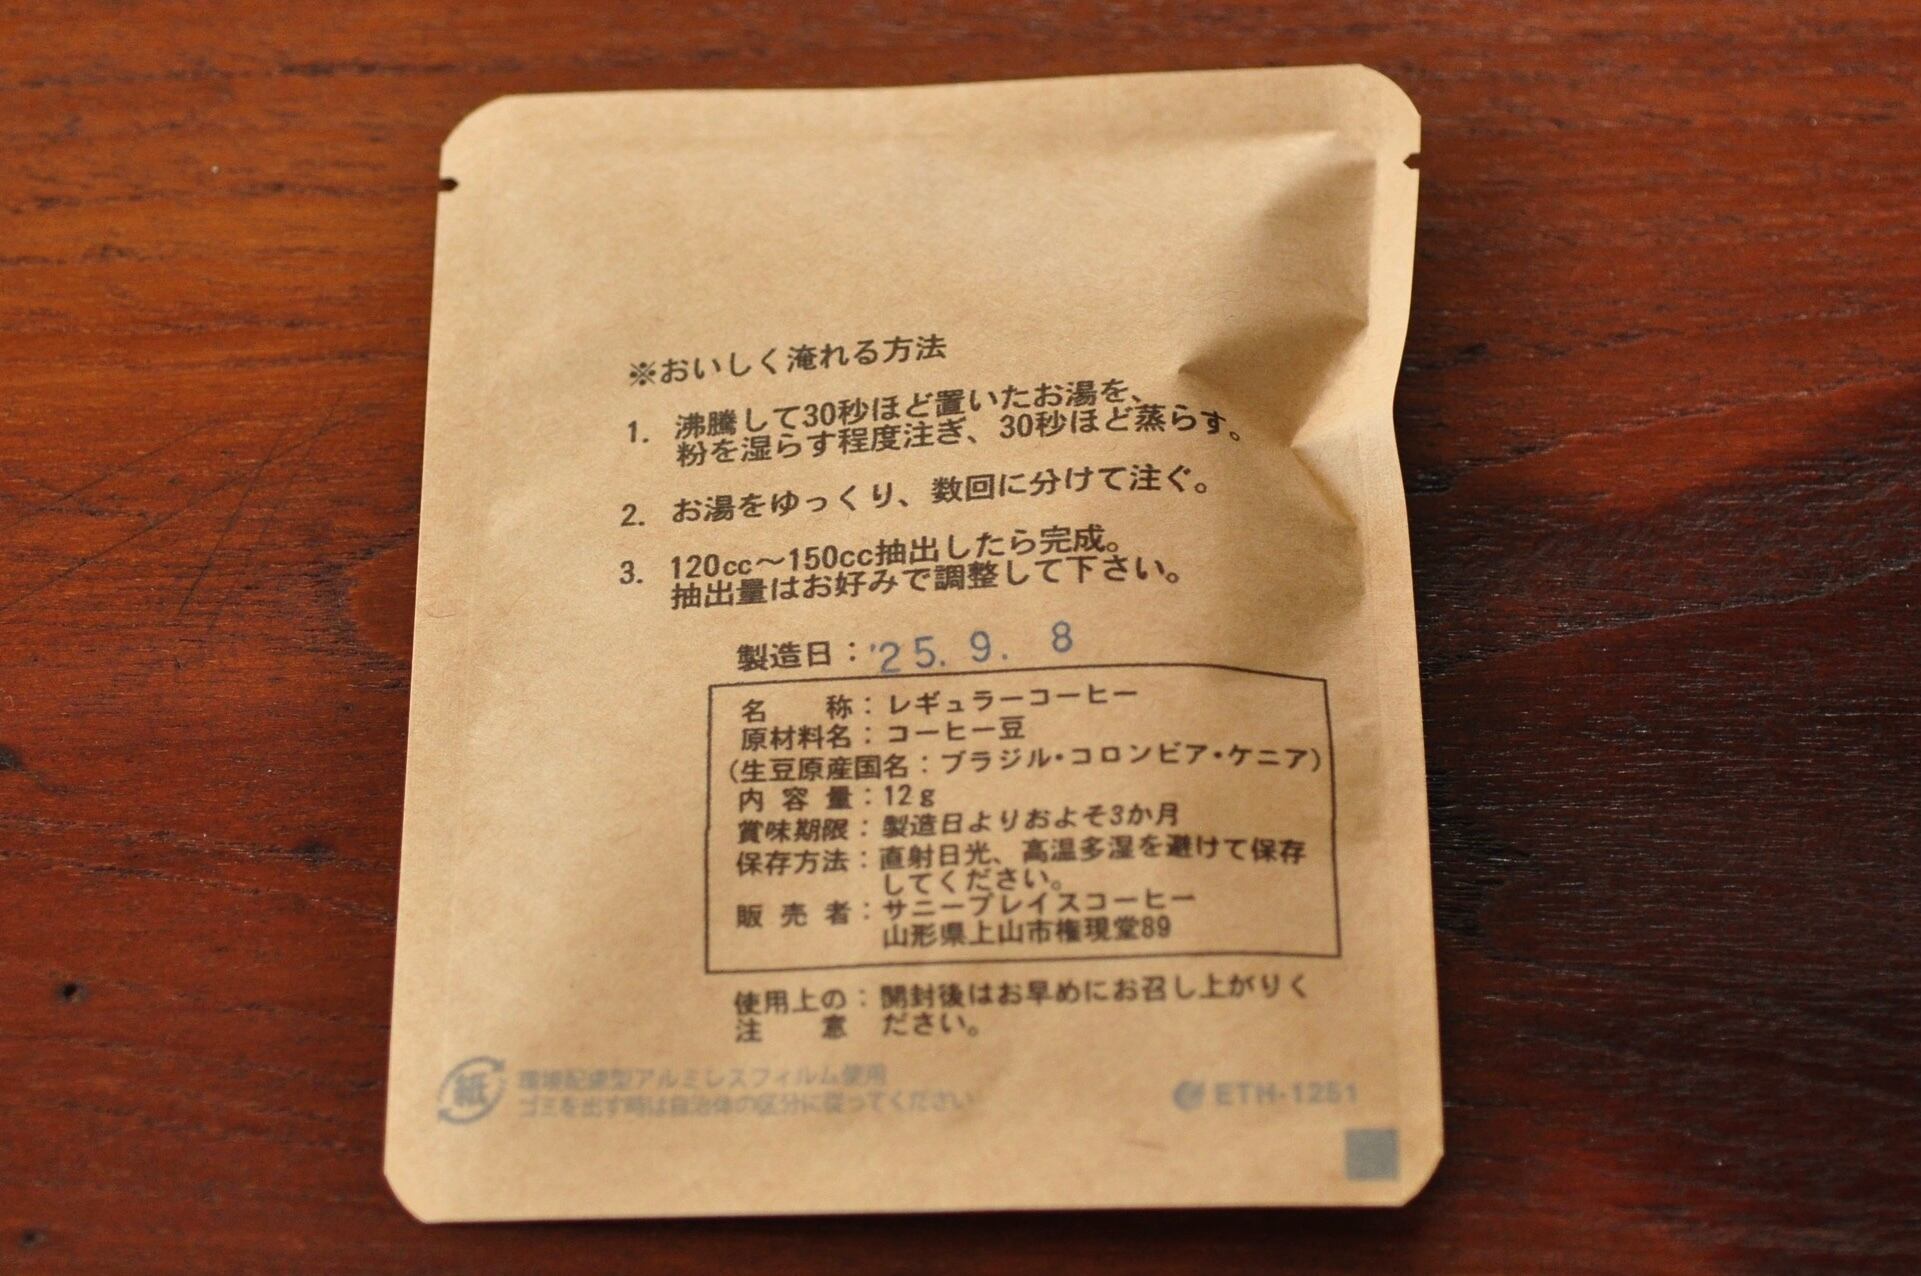 ※おいしく淹れる方法
1. 沸騰して30秒ほど置いたお湯を、
粉を湿らす程度注ぎ、30秒ほど蒸らす。
2. お湯をゆっくり、数回に分けて注ぐ。
3. 120cc～150cc抽出したら完成。
抽出量はお好みで調整して下さい。
製造日：'25.9. 8
名　　称：レギュラーコーヒー
原材料名：コーヒー豆
(生豆原産国名：ブラジル・コロンビア・ケニア)
内 容 量：12g
賞味期限：製造日よりおよそ3か月
保存方法：直射日光、高温多湿を避けて保存
してください。
販 売 者：サニープレイスコーヒー
山形県上山市権現堂89
使用上の：開封後はお早めにお召し上がりく
注　　意　ださい。
紙
環境配慮型アルミレスフィルム使用
ゴミを出す時は自治体の区分に従ってください
ETH-1251